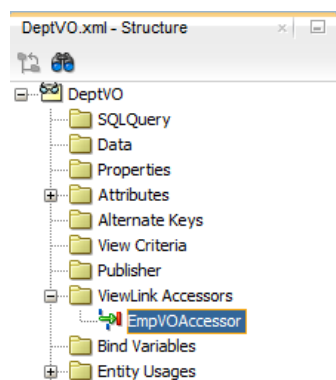 DeptVO.xml - Structure
DeptVO
SQLQuery
Data
Properties
Attributes
Alternate Keys
View Criteria
Publisher
ViewLink Accessors
EmpVOAccessor
Bind Variables
Entity Usages